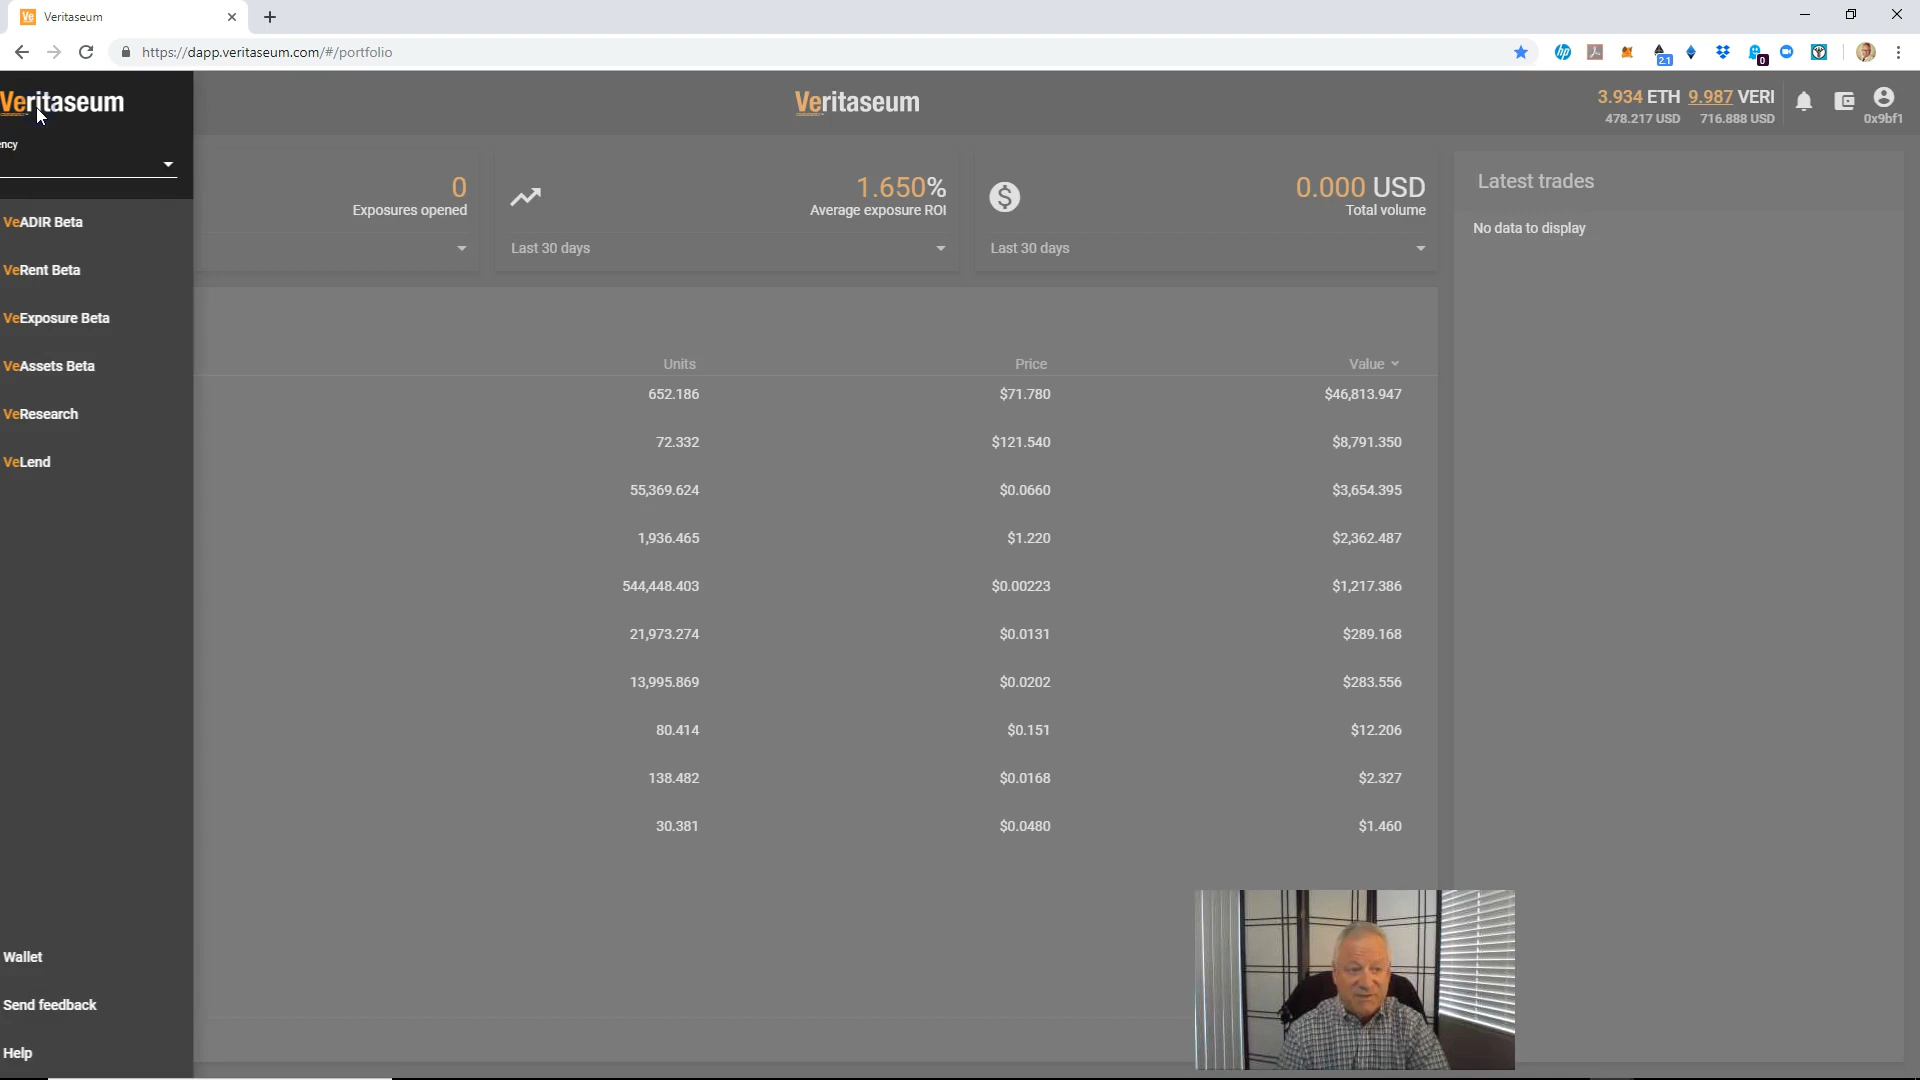 Veritaseum
https://dapp.veritaseum.com/#/portfolio
2.1
0
Veritaseum
Veritaseum
3.934 ETH 9.987 VERI
478.217 USD 716.888 USD
0x9bf1
ency
0
Exposures opened
1.650%
Average exposure ROI
Last 30 days
0.000 USD
Total volume
Last 30 days
Latest trades
No data to display
VeADIR Beta
VeRent Beta
VeExposure Beta
VeAssets Beta
VeResearch
VeLend
Wallet
Send feedback
Help
Units Price Value
652.186 $71.780 $46,813.947
72.332 $121.540 $8,791.350
55,369.624 $0.0660 $3,654.395
1,936.465 $1.220 $2,362.487
544,448.403 $0.00223 $1,217.386
21,973.274 $0.0131 $289.168
13,995.869 $0.0202 $283.556
80.414 $0.151 $12.206
138.482 $0.0168 $2.327
30.381 $0.0480 $1.460